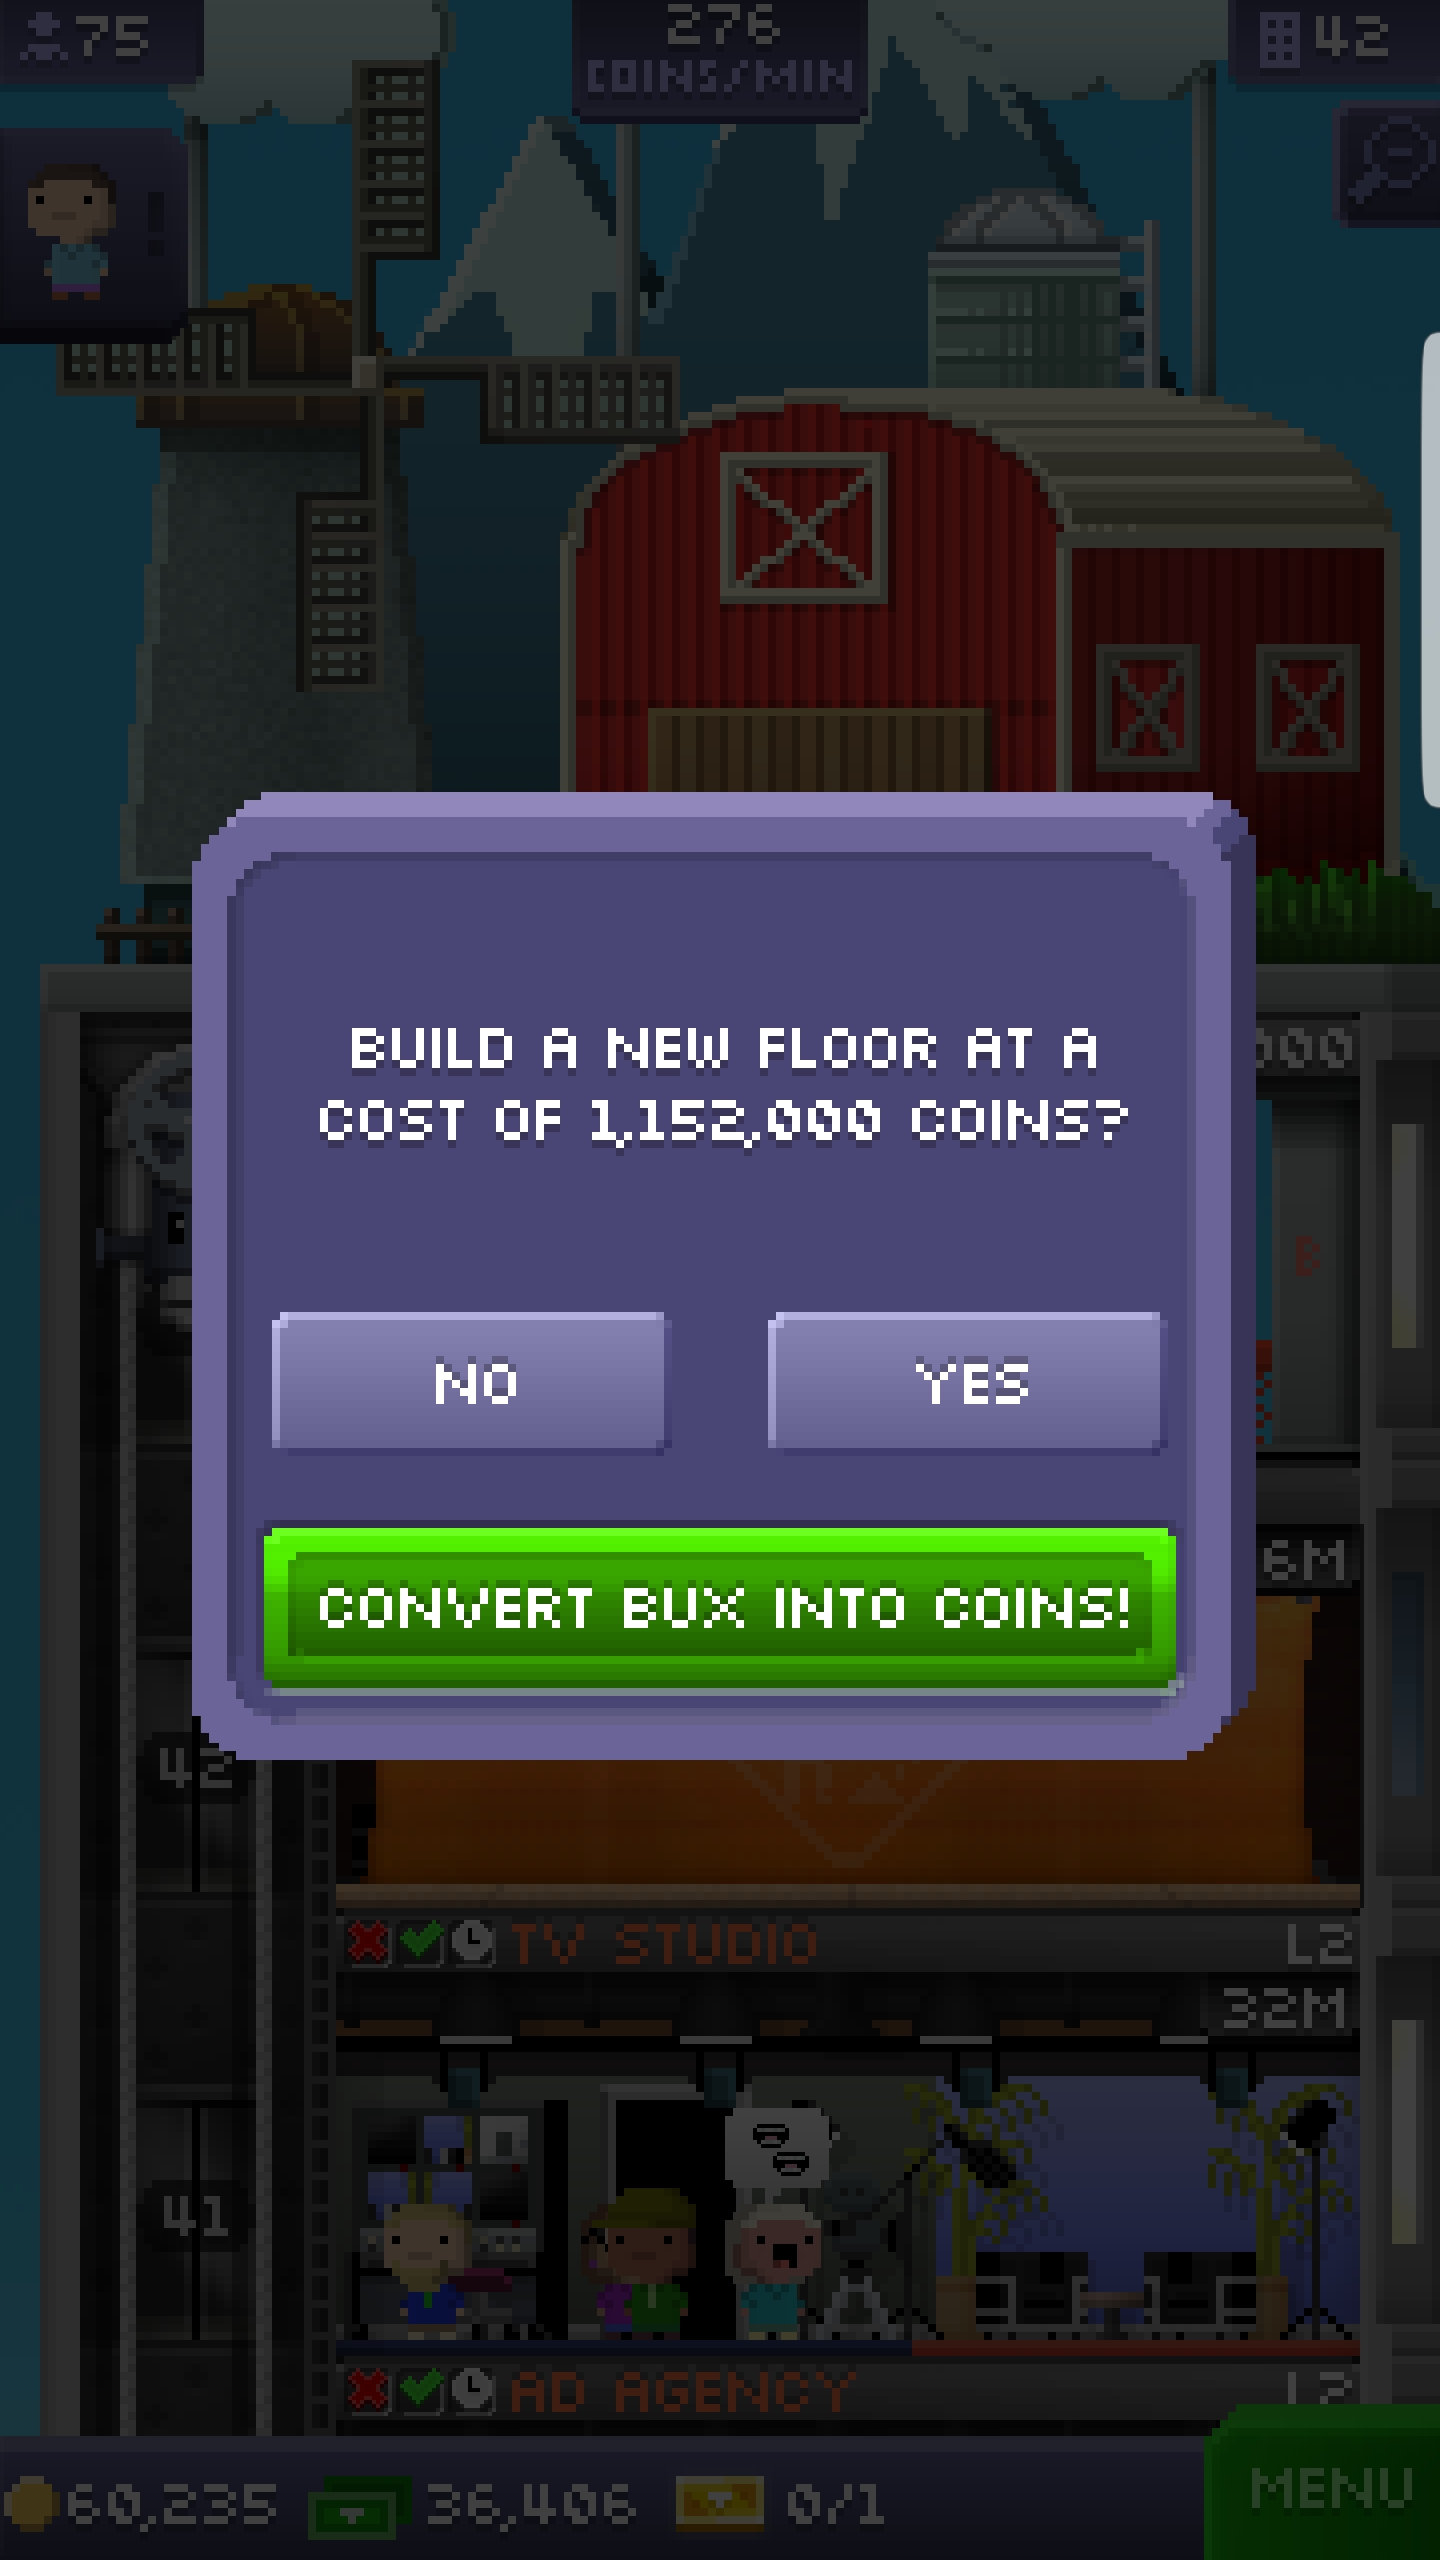 75
276
COINS/MIN
42
BUILD A NEW FLOOR AT A
COST OF 1,152,000 COINS?
NO
YES
CONVERT BUX INTO COINS!
000
B
6M
42
TV STUDIO
L2
32M
41
AD AGENCY
L2
60,235
36,406
0/1
MENU